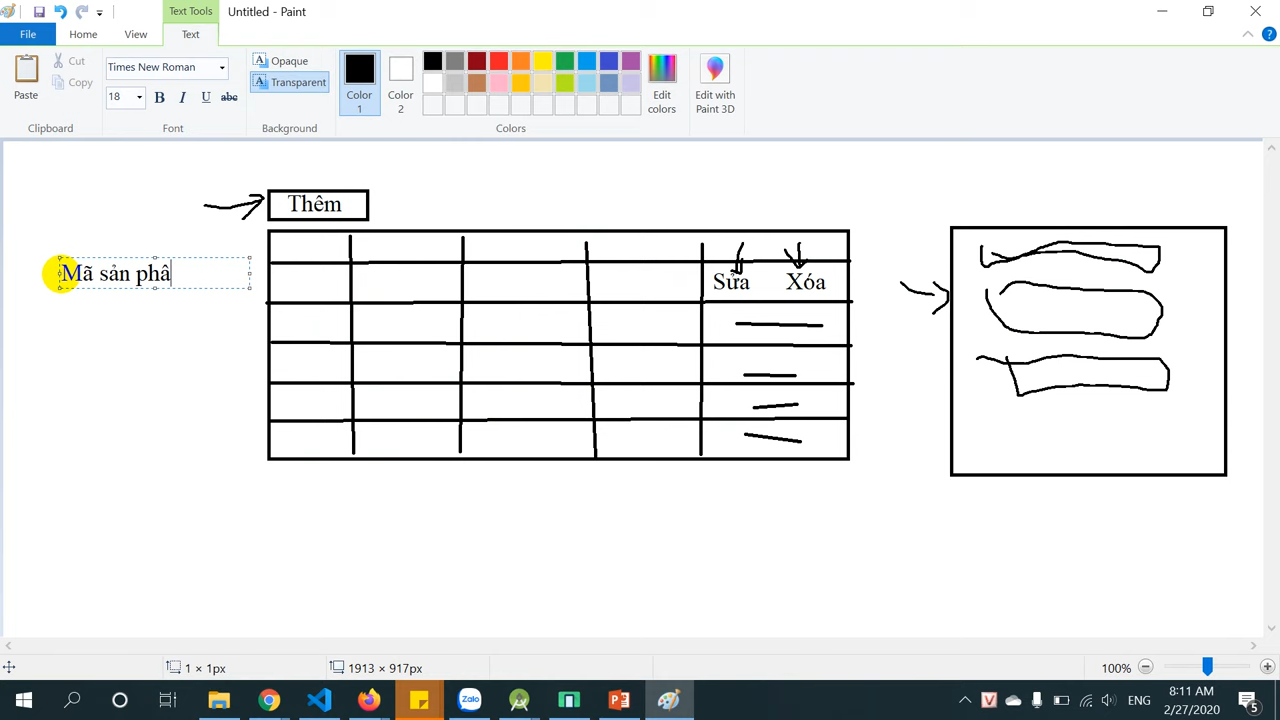 Text Tools
Untitled - Paint
File
Home
View
Text
Paste
Cut
Copy
Clipboard
Times New Roman
18
B
I
U
abc
Font
A Opaque
A Transparent
Background
Color
1
Color
2
Edit
colors
Colors
Edit with
Paint 3D
Thêm
Mã sản phâ
Sửa
Xóa
1 × 1px
1913 × 917px
100%
Zalo
ENG
8:11 AM
2/27/2020
5